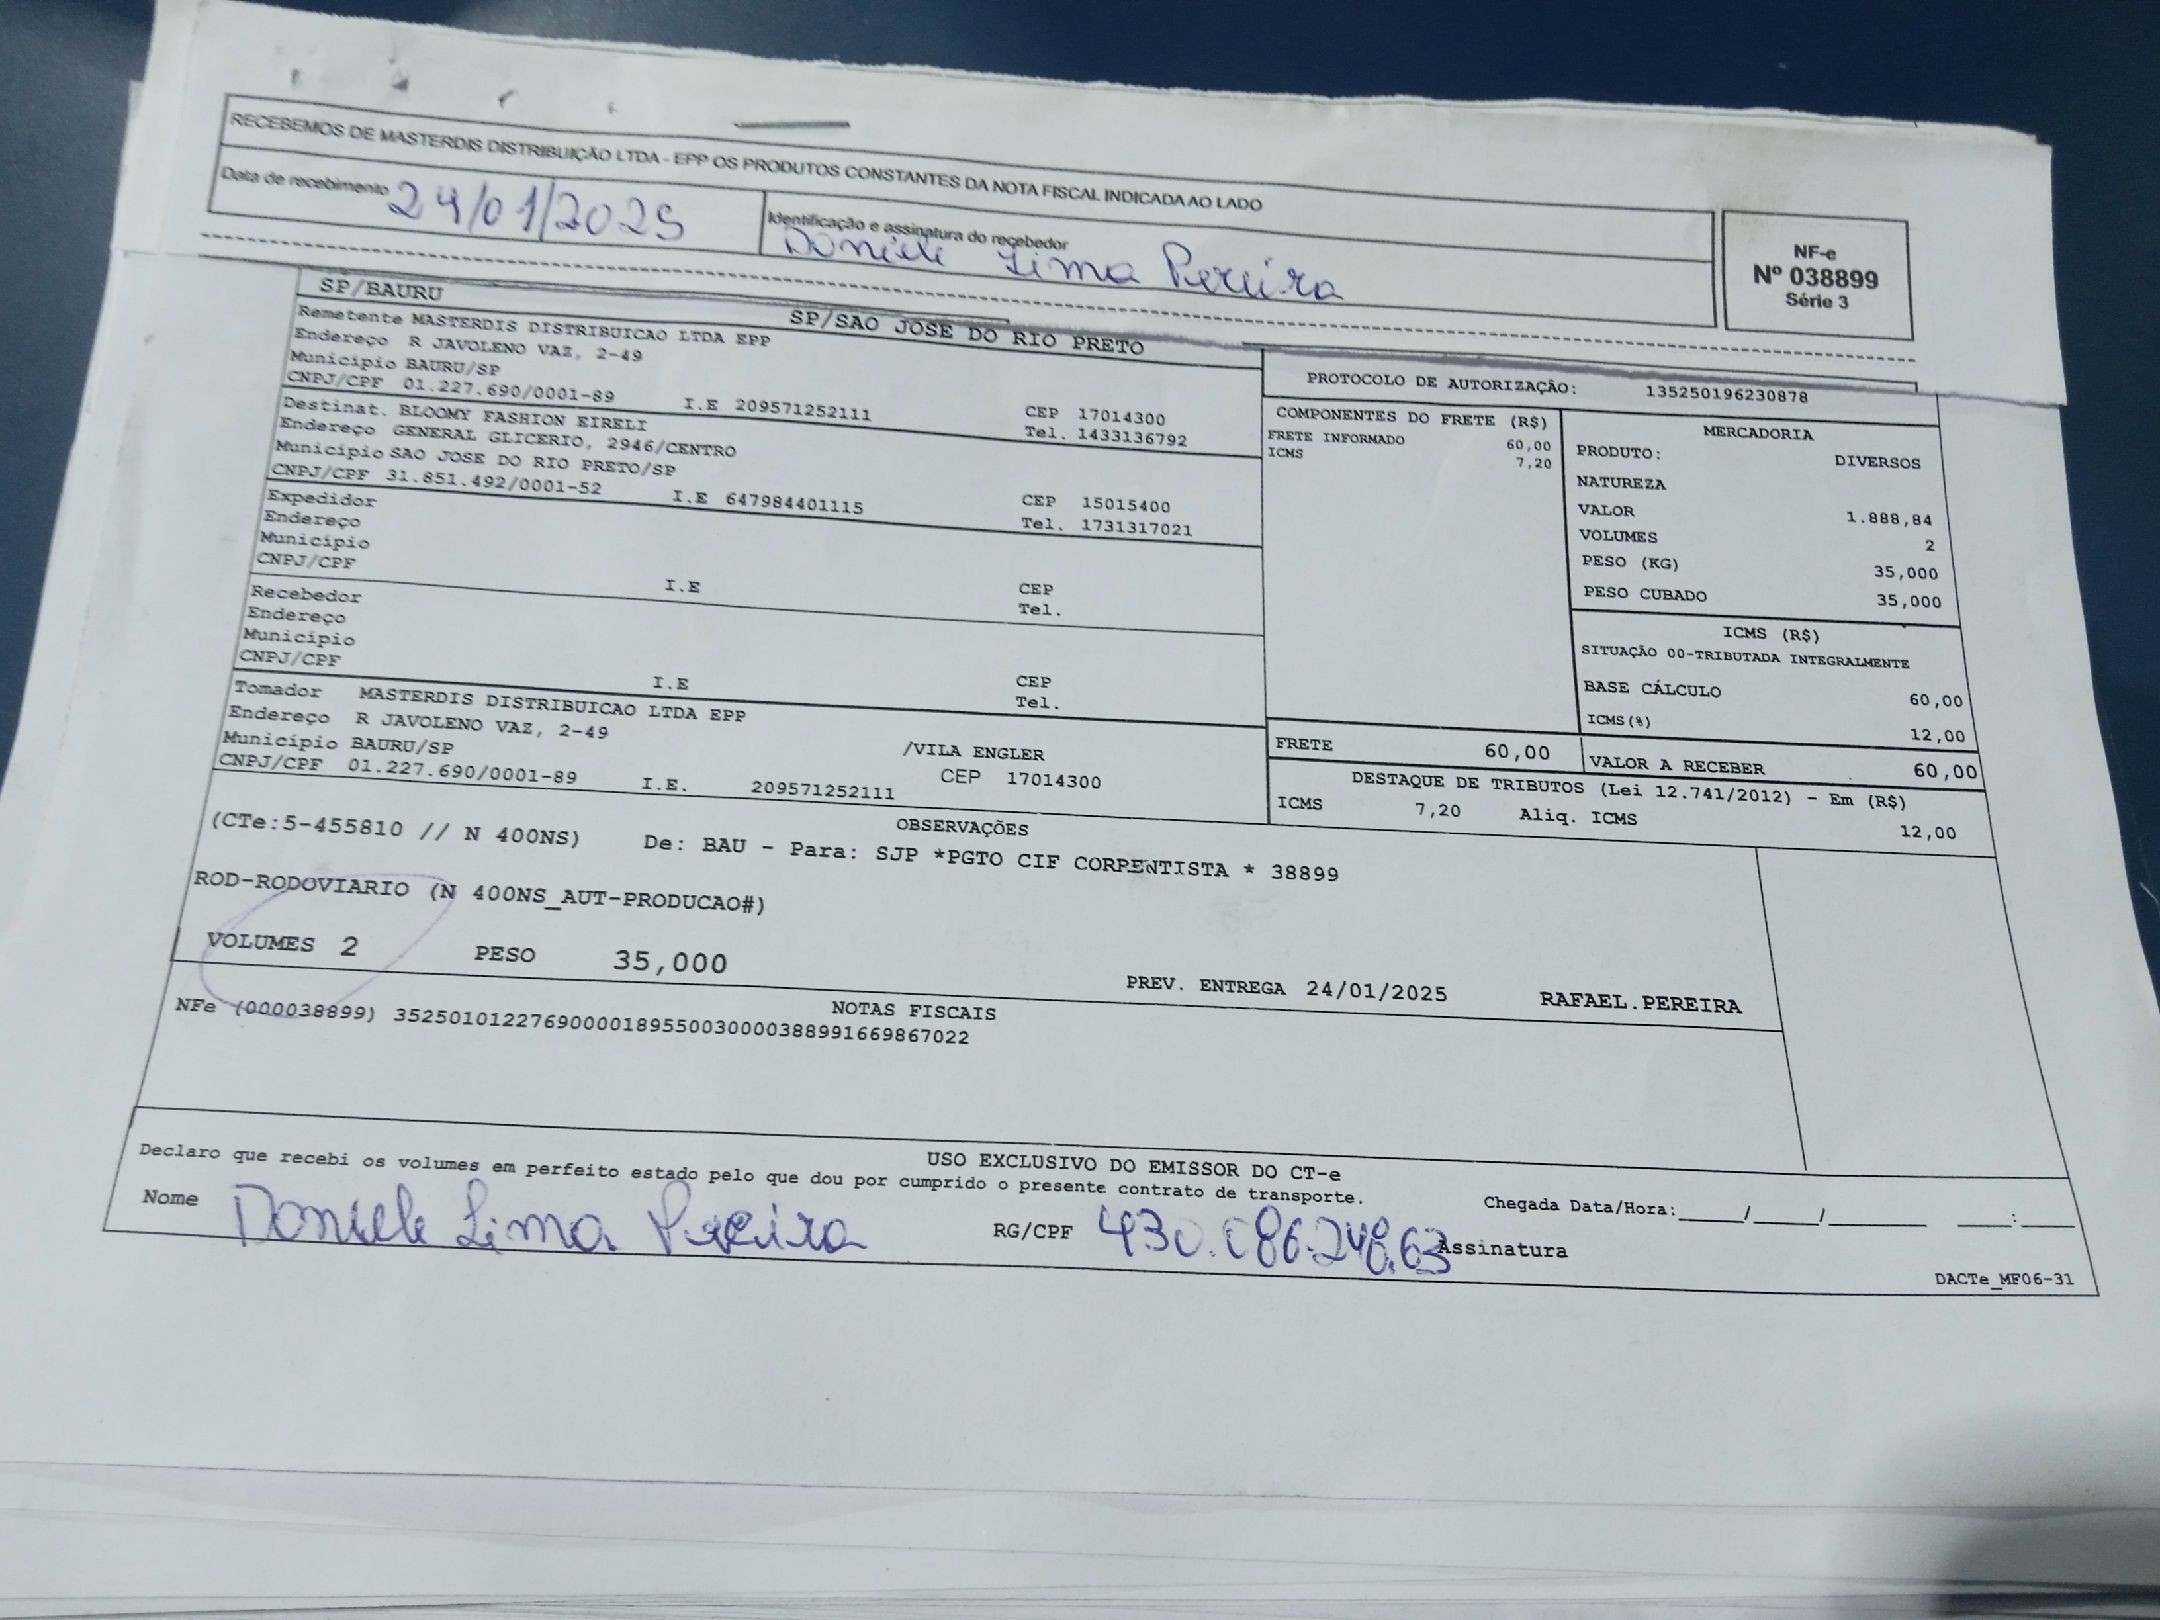 RECEBEMOS DE MASTERDIS DISTRIBUIÇÃO LTDA - EPP OS PRODUTOS CONSTANTES DA NOTA FISCAL INDICADA AO LADO
Data de recebimento 24/01/2025
Identificação e assinatura do recebedor
Daniele Lima Pereira
NF-e
Nº 038899
Série 3
SP/BAURU
SP/SAO JOSE DO RIO PRETO
Remetente MASTERDIS DISTRIBUICAO LTDA EPP
Endereço R JAVOLENO VAZ, 2-49
Município BAURU/SP CEP 17014300
CNPJ/CPF 01.227.690/0001-89 I.E 209571252111 Tel. 1433136792
Destinat. BLOOMY FASHION EIRELI
Endereço GENERAL GLICERIO, 2946/CENTRO
Município SAO JOSE DO RIO PRETO/SP CEP 15015400
CNPJ/CPF 31.851.492/0001-52 I.E 647984401115 Tel. 1731317021
Expedidor
Endereço
Município CEP
CNPJ/CPF I.E Tel.
Recebedor
Endereço
Município CEP
CNPJ/CPF I.E Tel.
Tomador MASTERDIS DISTRIBUICAO LTDA EPP
Endereço R JAVOLENO VAZ, 2-49 /VILA ENGLER
Município BAURU/SP CEP 17014300
CNPJ/CPF 01.227.690/0001-89 I.E. 209571252111
PROTOCOLO DE AUTORIZAÇÃO: 135250196230878
COMPONENTES DO FRETE (R$)
FRETE INFORMADO 60,00
ICMS 7,20
MERCADORIA
PRODUTO: DIVERSOS
NATUREZA
VALOR 1.888,84
VOLUMES 2
PESO (KG) 35,000
PESO CUBADO 35,000
ICMS (R$)
SITUAÇÃO 00-TRIBUTADA INTEGRALMENTE
BASE CÁLCULO 60,00
ICMS(%) 12,00
FRETE 60,00 VALOR A RECEBER 60,00
DESTAQUE DE TRIBUTOS (Lei 12.741/2012) - Em (R$)
ICMS 7,20 Aliq. ICMS 12,00
OBSERVAÇÕES
(CTe:5-455810 // N 400NS) De: BAU - Para: SJP *PGTO CIF CORRENTISTA * 38899
ROD-RODOVIARIO (N 400NS_AUT-PRODUCAO#)
VOLUMES 2 PESO 35,000 PREV. ENTREGA 24/01/2025 RAFAEL.PEREIRA
NOTAS FISCAIS
NFe (000038899) 35250101227690000189550030000388991669867022
USO EXCLUSIVO DO EMISSOR DO CT-e
Declaro que recebi os volumes em perfeito estado pelo que dou por cumprido o presente contrato de transporte.
Chegada Data/Hora:_____/_____/_______ ____:____
Nome Daniele Lima Pereira RG/CPF 430.086.248.63 Assinatura
DACTe_MF06-31